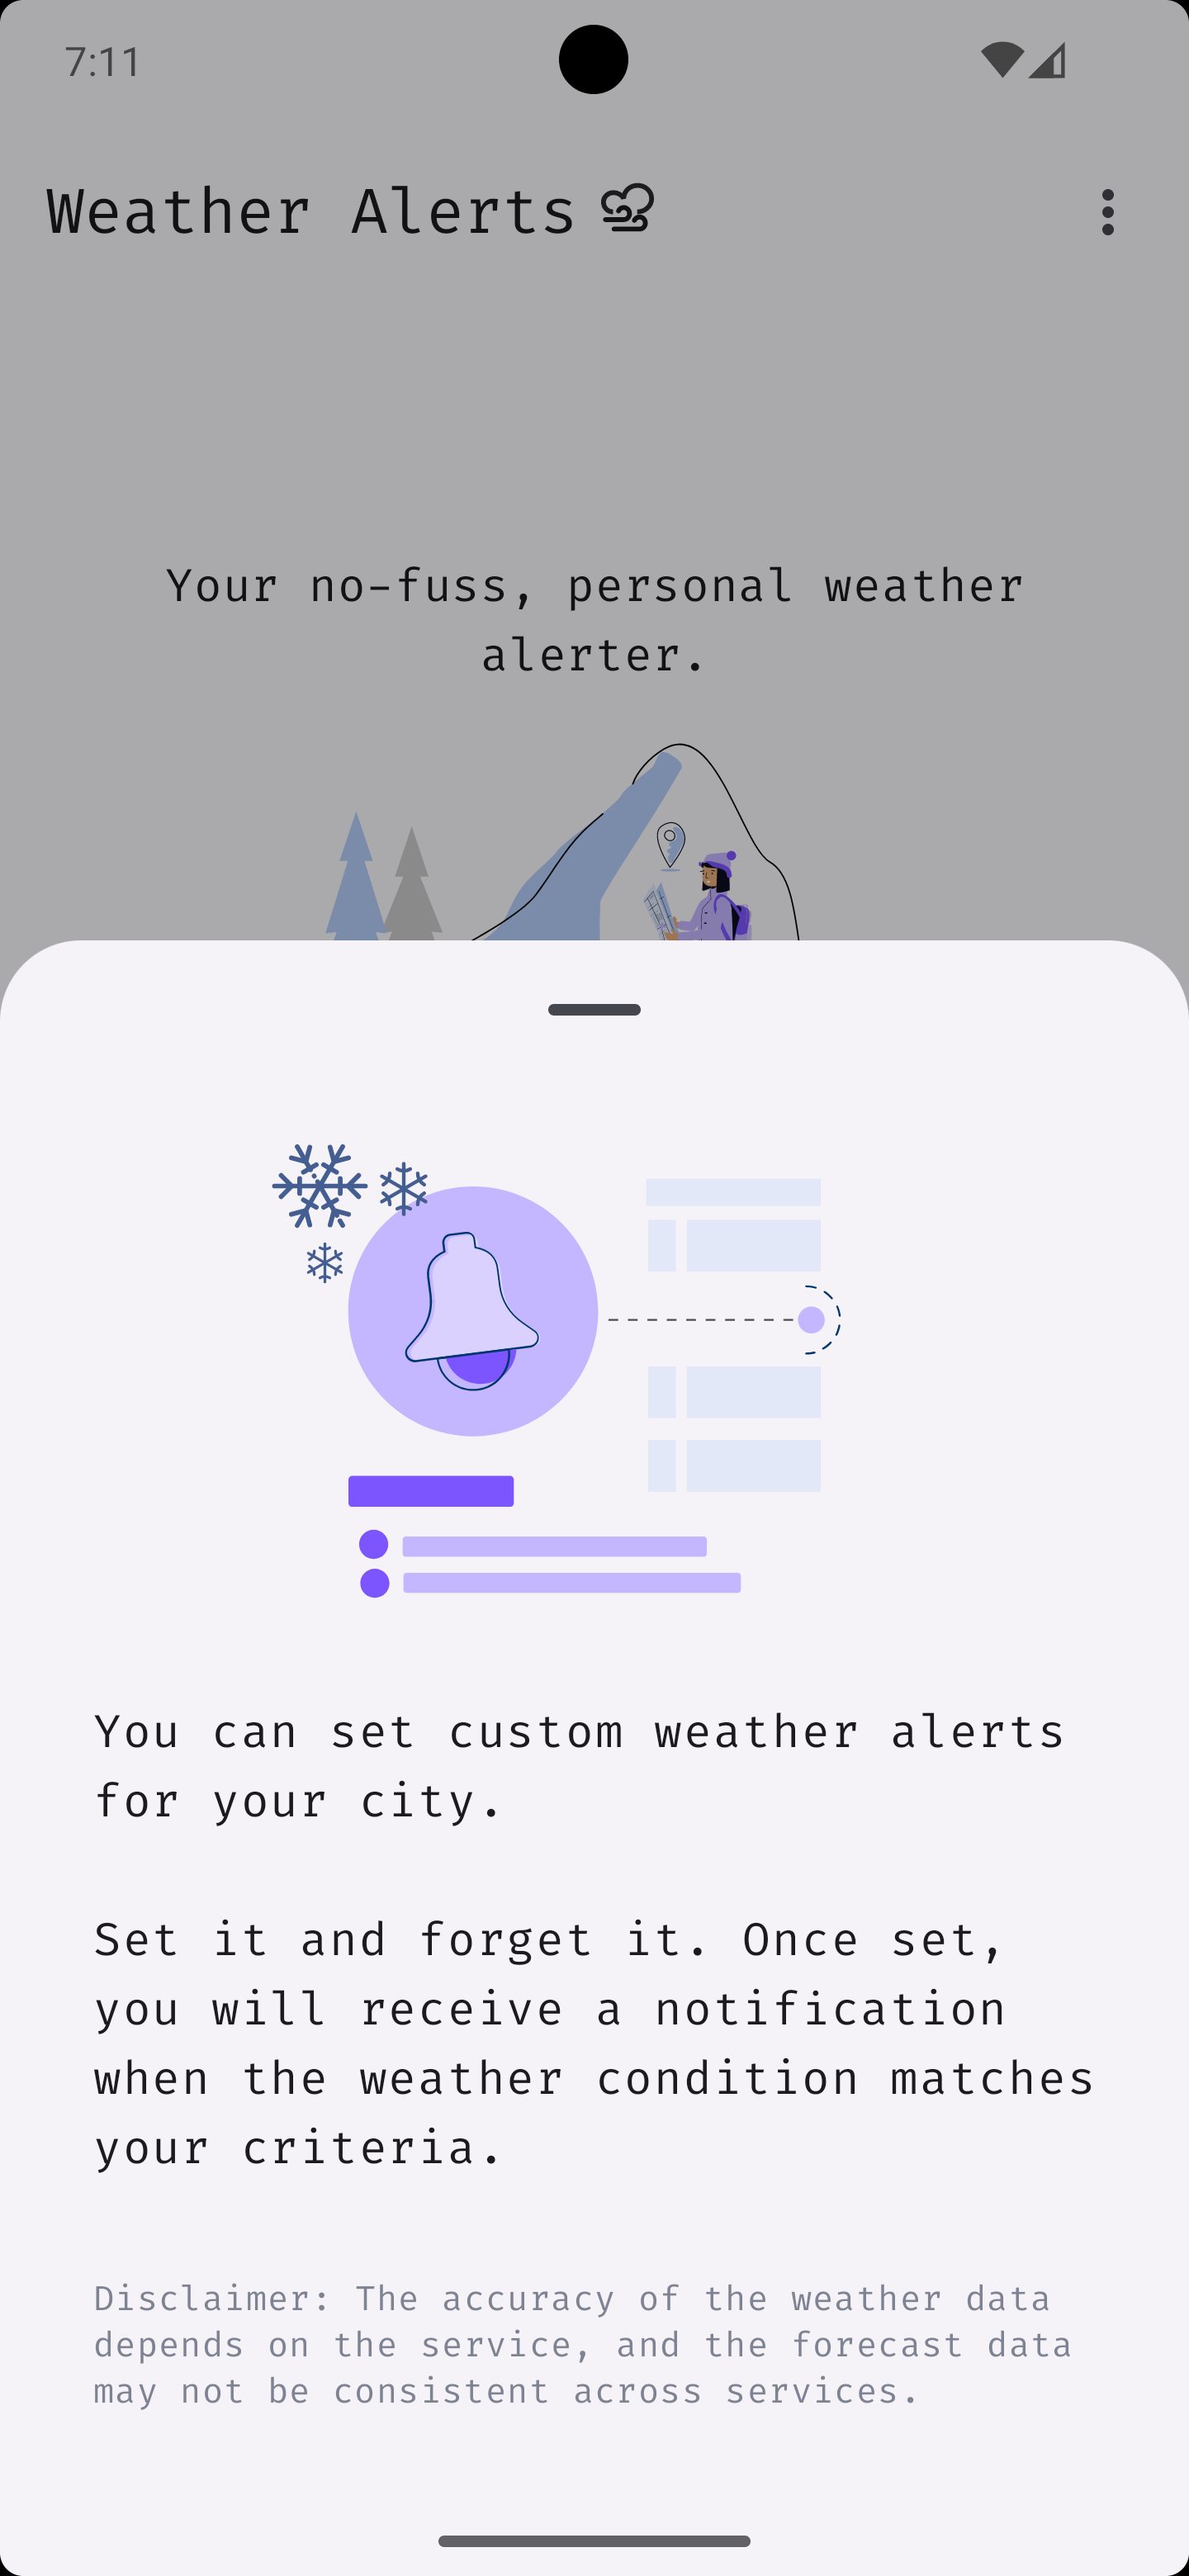 7:11
Weather Alerts
Your no-fuss, personal weather
alerter.
You can set custom weather alerts
for your city.
Set it and forget it. Once set,
you will receive a notification
when the weather condition matches
your criteria.
Disclaimer: The accuracy of the weather data
depends on the service, and the forecast data
may not be consistent across services.